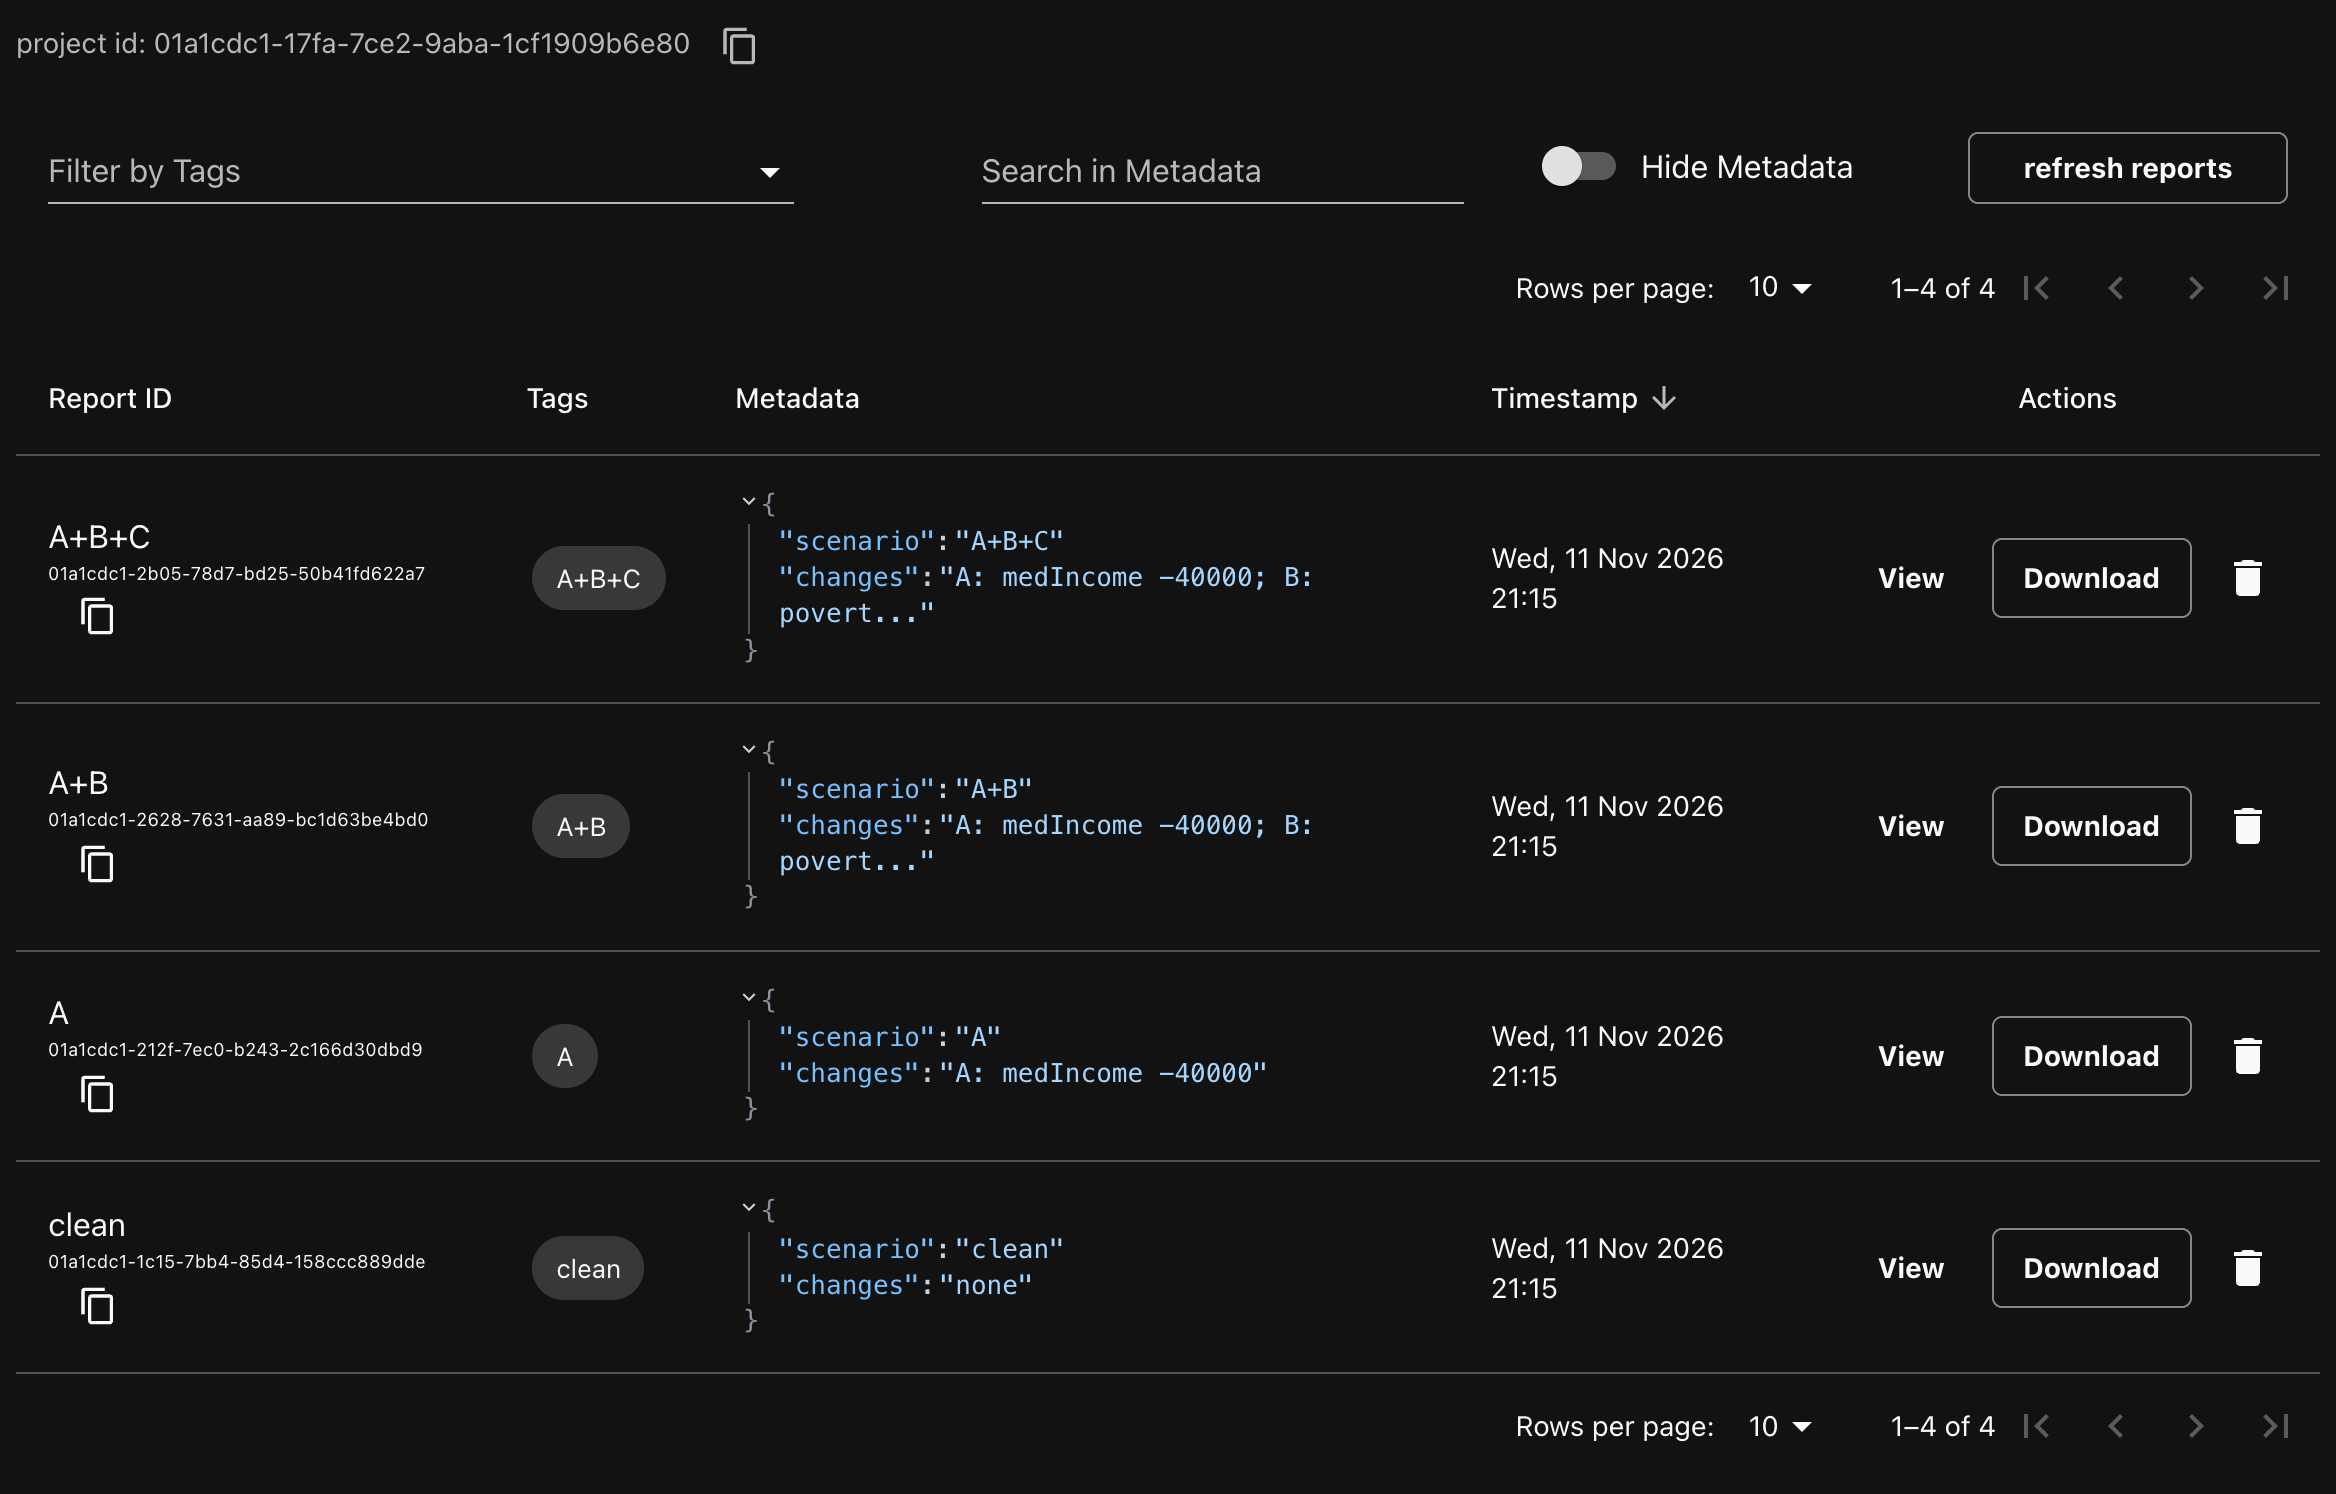 project id: 01a1cdc1-17fa-7ce2-9aba-1cf1909b6e80
Filter by Tags
Search in Metadata
Hide Metadata
refresh reports
Rows per page: 10 1–4 of 4
Report ID Tags Metadata Timestamp Actions
A+B+C
01a1cdc1-2b05-78d7-bd25-50b41fd622a7
A+B+C
{
"scenario":"A+B+C"
"changes":"A: medIncome −40000; B:
povert..."
}
Wed, 11 Nov 2026
21:15
View
Download
A+B
01a1cdc1-2628-7631-aa89-bc1d63be4bd0
A+B
{
"scenario":"A+B"
"changes":"A: medIncome −40000; B:
povert..."
}
Wed, 11 Nov 2026
21:15
View
Download
A
01a1cdc1-212f-7ec0-b243-2c166d30dbd9
A
{
"scenario":"A"
"changes":"A: medIncome −40000"
}
Wed, 11 Nov 2026
21:15
View
Download
clean
01a1cdc1-1c15-7bb4-85d4-158ccc889dde
clean
{
"scenario":"clean"
"changes":"none"
}
Wed, 11 Nov 2026
21:15
View
Download
Rows per page: 10 1–4 of 4